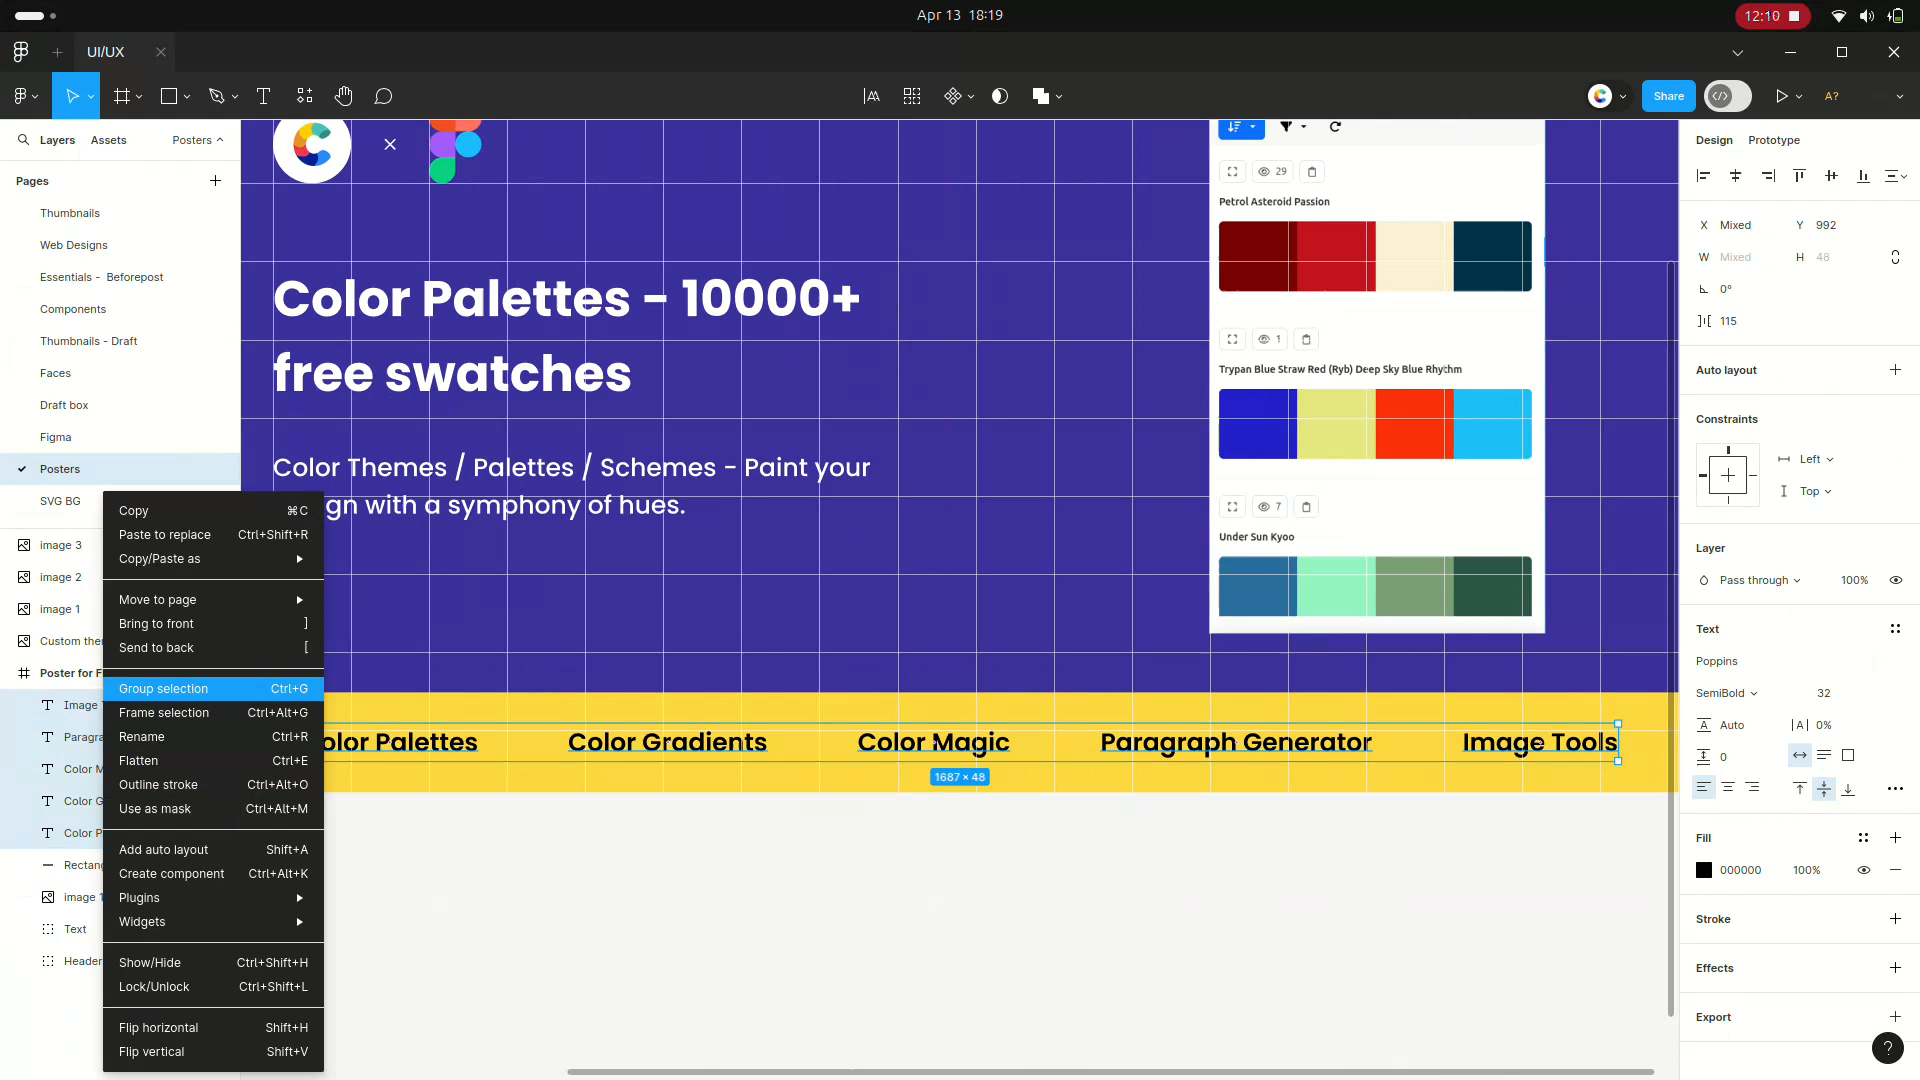 Apr 13 18:19
12:10
UI/UX
Share
A?
Layers
Assets
Posters
Pages
Thumbnails
Web Designs
Essentials - Beforepost
Components
Thumbnails - Draft
Faces
Draft box
Figma
Posters
SVG BG
image 3
image 2
image 1
Custom
Poster for F
Image
Color
Color
Color
Text
Header
Copy ⌘C
Paste to replace Ctrl+Shift+R
Copy/Paste as
Move to page
Bring to front ]
Send to back [
Group selection Ctrl+G
Frame selection Ctrl+Alt+G
Rename Ctrl+R
Flatten Ctrl+E
Outline stroke Ctrl+Alt+O
Use as mask Ctrl+Alt+M
Add auto layout Shift+A
Create component Ctrl+Alt+K
Plugins
Widgets
Show/Hide Ctrl+Shift+H
Lock/Unlock Ctrl+Shift+L
Flip horizontal Shift+H
Flip vertical Shift+V
Color Palettes - 10000+
free swatches
Color Themes / Palettes / Schemes - Paint your
gn with a symphony of hues.
29
Petrol Asteroid Passion
1
Trypan Blue Straw Red (Ryb) Deep Sky Blue Rhythm
7
Under Sun Kyoo
olor Palettes
Color Gradients
Color Magic
Paragraph Generator
Image Tools
1687 × 48
Design
Prototype
X Mixed Y 992
W Mixed H 48
0°
115
Auto layout
Constraints
Left
Top
Layer
Pass through 100%
Text
Poppins
SemiBold 32
Auto |A| 0%
0
Fill
000000 100%
Stroke
Effects
Export
?